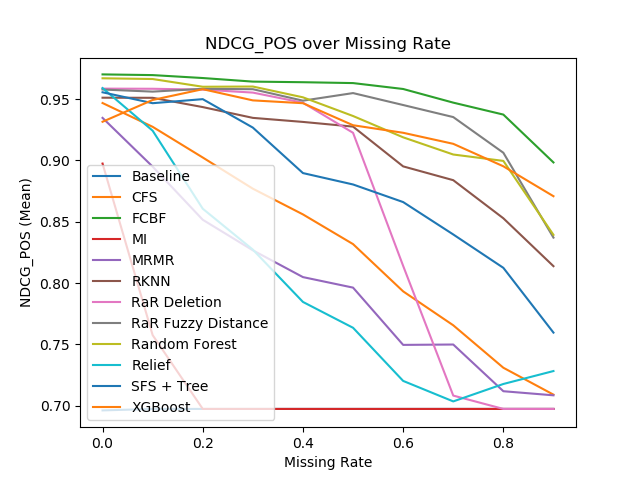 NDCG_POS over Missing Rate
NDCG_POS (Mean)
0.95
0.90
0.85
0.80
0.75
0.70
Baseline
CFS
FCBF
MI
MRMR
RKNN
RaR Deletion
RaR Fuzzy Distance
Random Forest
Relief
SFS + Tree
XGBoost
0.0 0.2 0.4 0.6 0.8
Missing Rate